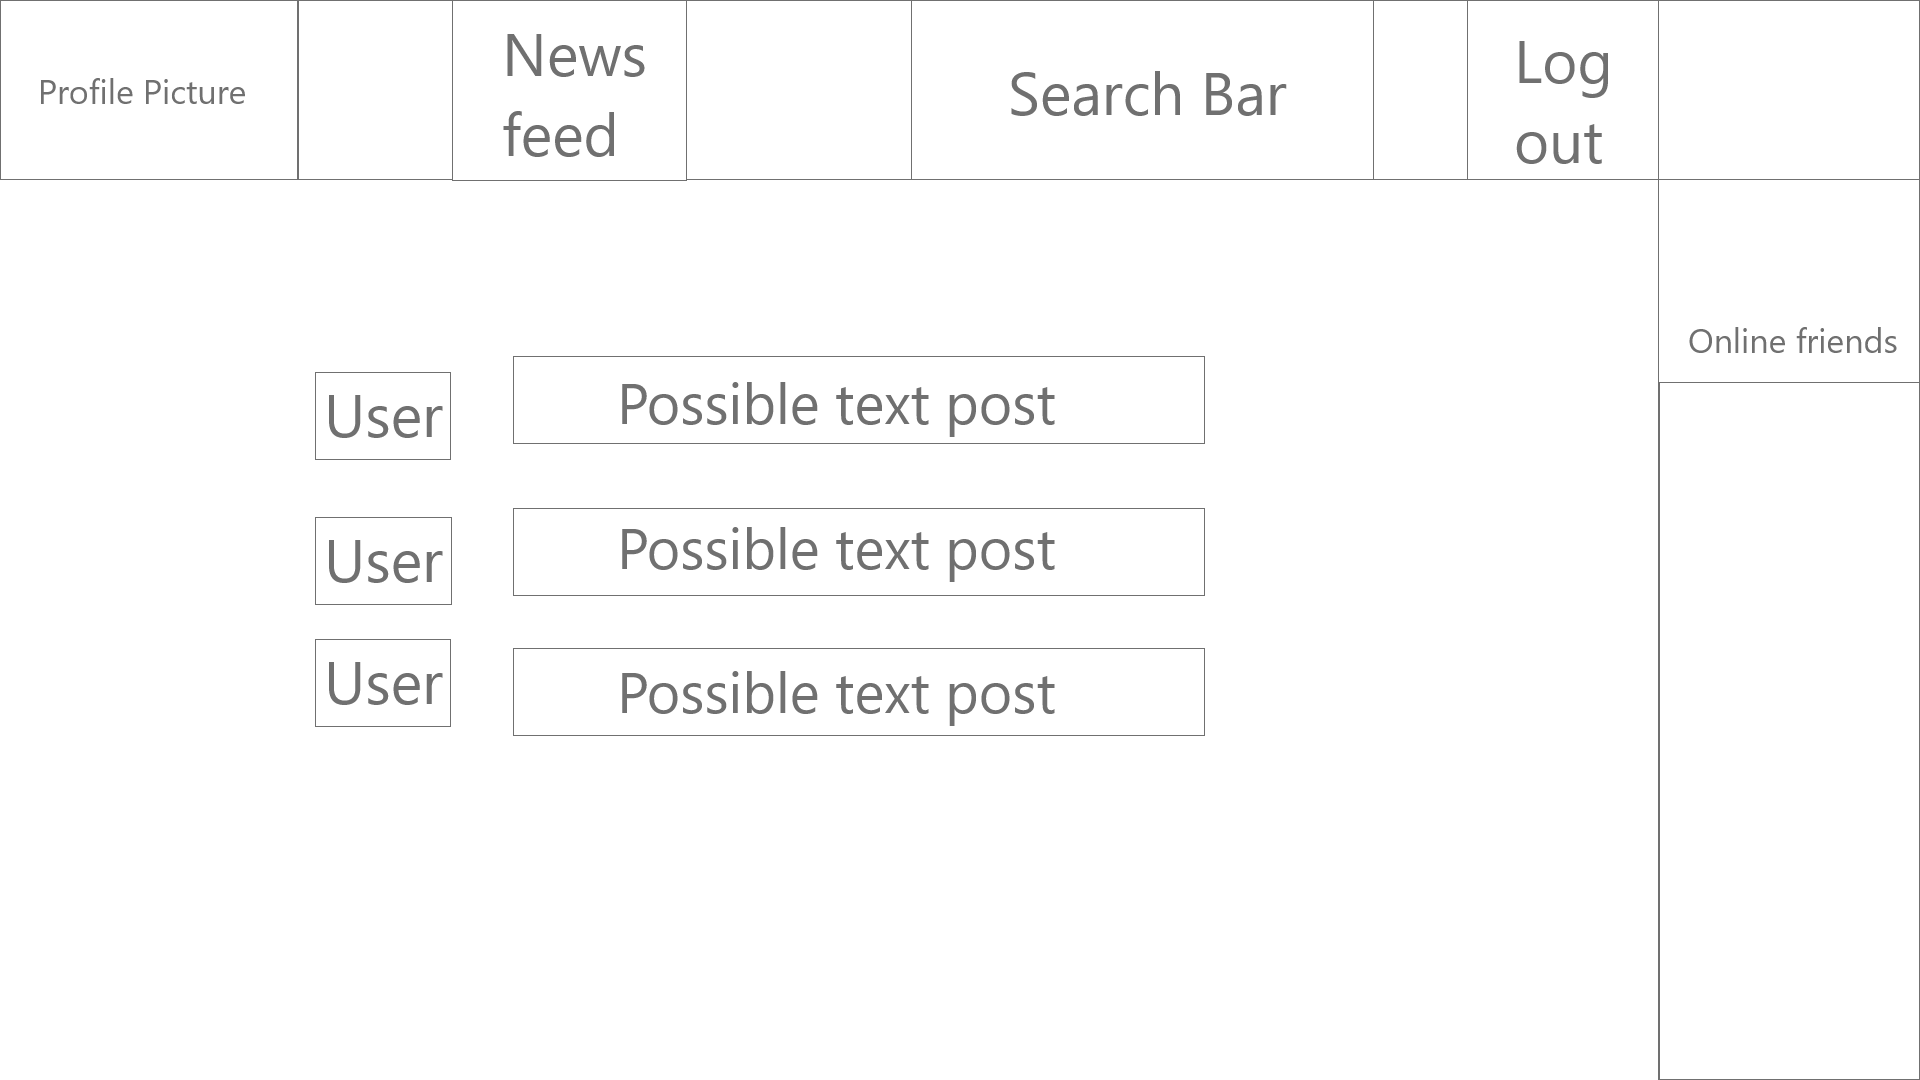 Profile Picture
News
feed
Search Bar
Log
out
Online friends
User
Possible text post
User
Possible text post
User
Possible text post